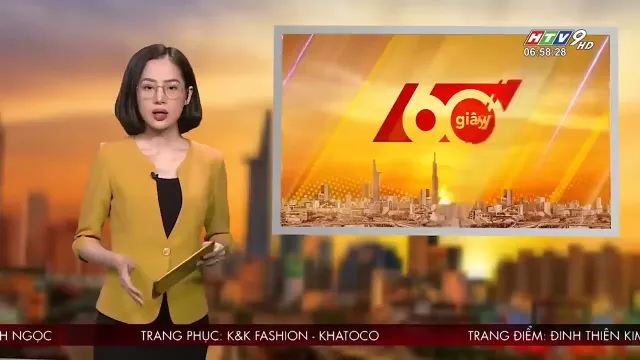 HTV9 HD
06:58:28
60
giây
H NGỌC
TRANG PHỤC: K&K FASHION - KHATOCO
TRANG ĐIỂM: ĐINH THIÊN KIM